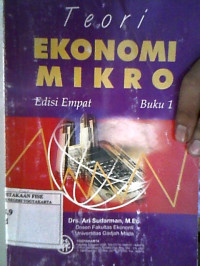 Teori
EKONOMI
MIKRO
Edisi Empat Buku 1
Drs. Ari Sudarman, M.Ec.
Dosen Fakultas Ekonomi
Universitas Gadjah Mada